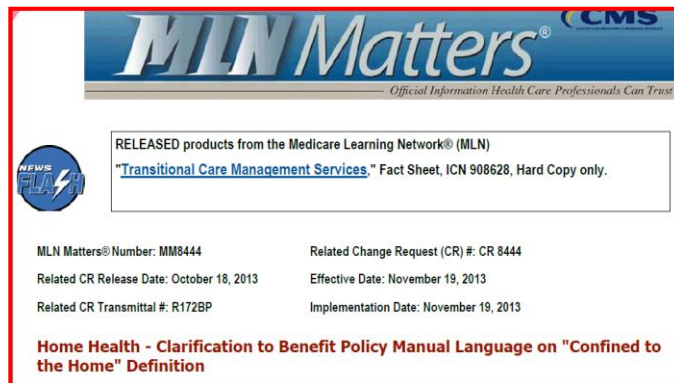 CMS
MLN Matters®
Official Information Health Care Professionals Can Trust
NEWS
FLASH
RELEASED products from the Medicare Learning Network® (MLN)
"Transitional Care Management Services," Fact Sheet, ICN 908628, Hard Copy only.
MLN Matters® Number: MM8444
Related Change Request (CR) #: CR 8444
Related CR Release Date: October 18, 2013
Effective Date: November 19, 2013
Related CR Transmittal #: R172BP
Implementation Date: November 19, 2013
Home Health - Clarification to Benefit Policy Manual Language on "Confined to
the Home" Definition